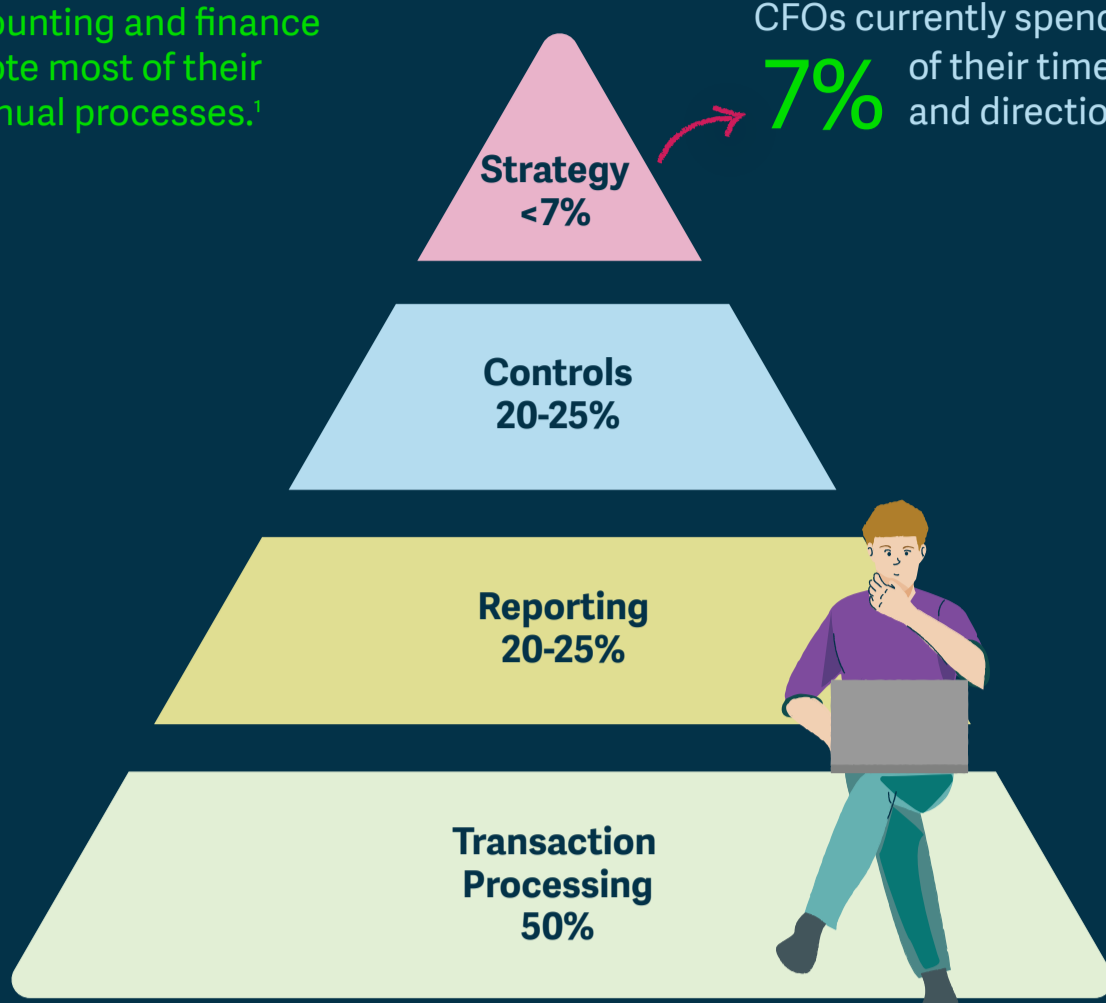 ounting and finance
ote most of their
nual processes.¹
CFOs currently spend
7% of their time
and directio
Strategy
<7%
Controls
20-25%
Reporting
20-25%
Transaction
Processing
50%